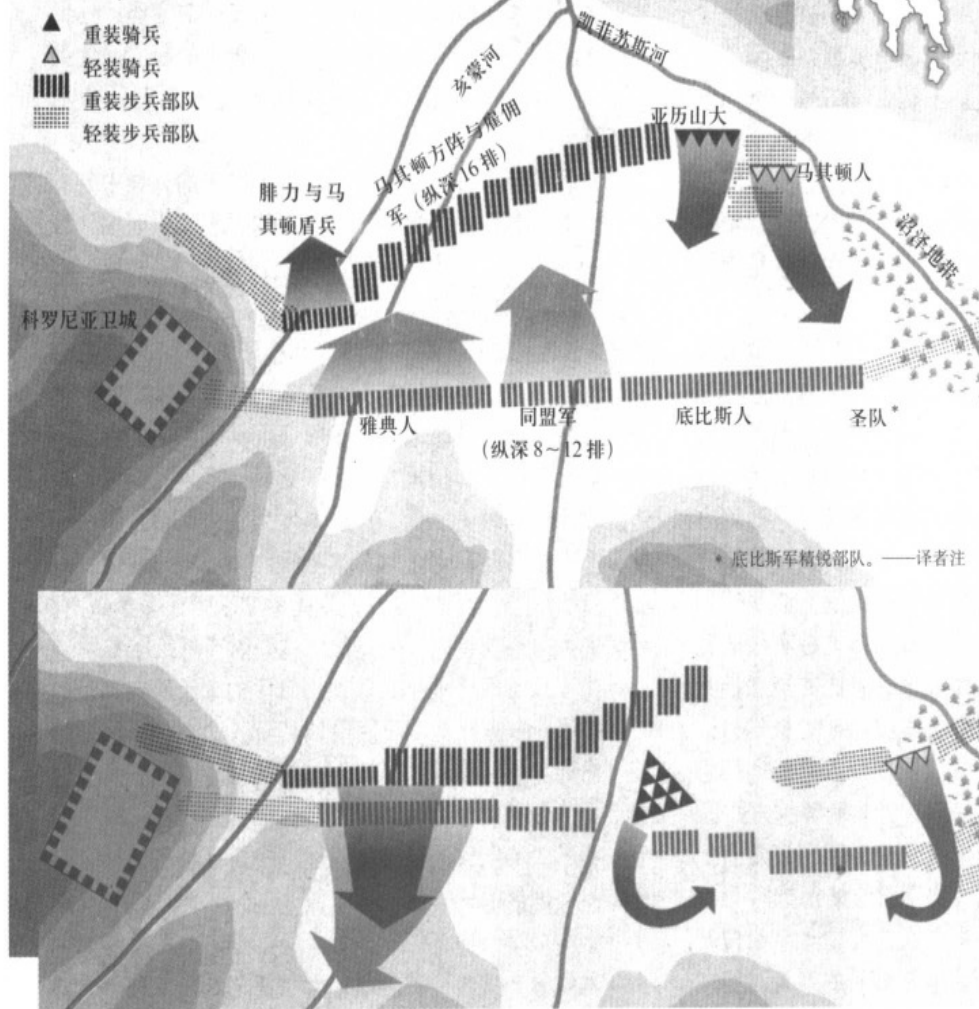 重装骑兵
轻装骑兵
重装步兵部队
轻装步兵部队
亥蒙河
凯菲苏斯河
腓力与马
其顿盾兵
马其顿方阵与雇佣
军（纵深16排）
亚历山大
马其顿人
沼泽地带
科罗尼亚卫城
雅典人
同盟军
（纵深8~12排）
底比斯人
圣队*
* 底比斯军精锐部队。——译者注